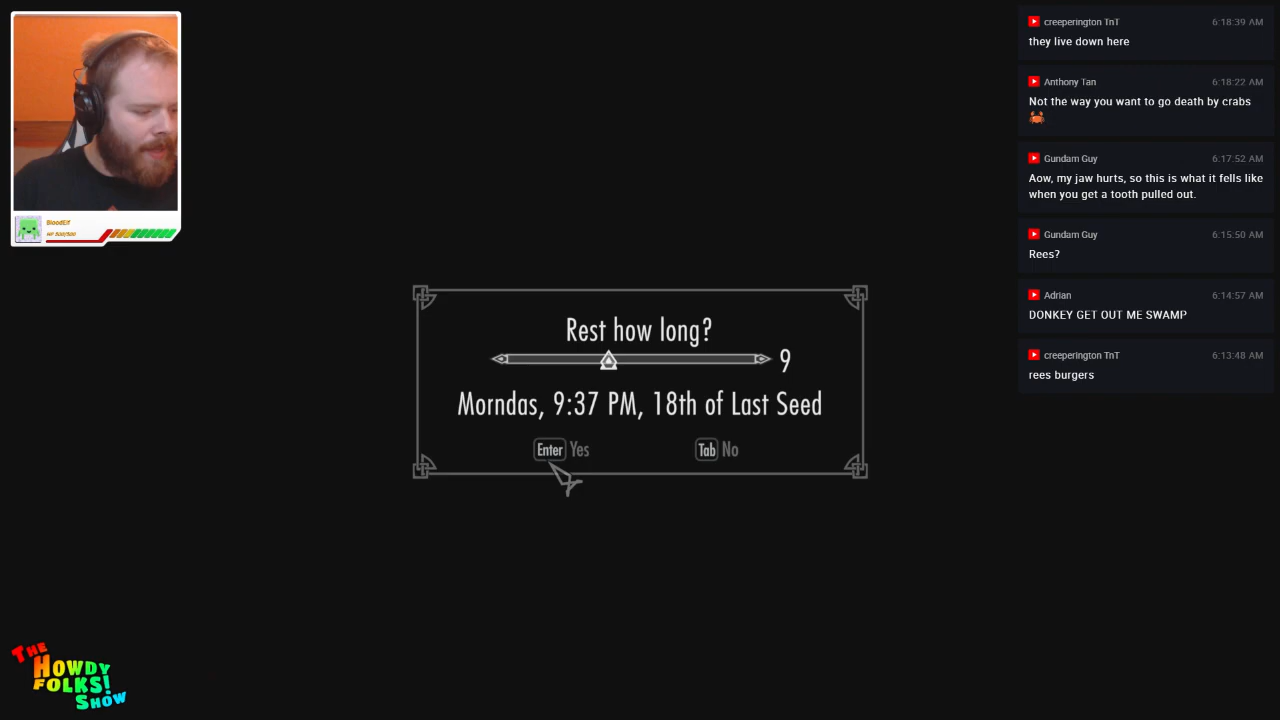 BloodElf
HP 520/520
creeperington TnT 6:18:39 AM
they live down here
Anthony Tan 6:18:22 AM
Not the way you want to go death by crabs
🦀
Gundam Guy 6:17:52 AM
Aow, my jaw hurts, so this is what it fells like
when you get a tooth pulled out.
Gundam Guy 6:15:50 AM
Rees?
Adrian 6:14:57 AM
DONKEY GET OUT ME SWAMP
creeperington TnT 6:13:48 AM
rees burgers
Rest how long?
9
Morndas, 9:37 PM, 18th of Last Seed
Enter Yes Tab No
THE
HOWDY
FOLKS!
SHOW